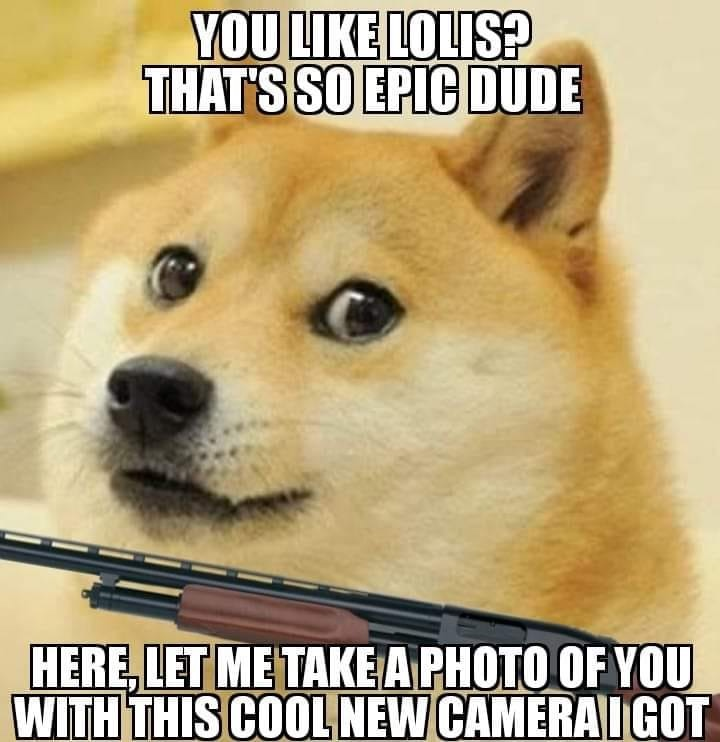 YOU LIKE LOLIS?
THAT'S SO EPIC DUDE
HERE, LET ME TAKE A PHOTO OF YOU
WITH THIS COOL NEW CAMERA I GOT